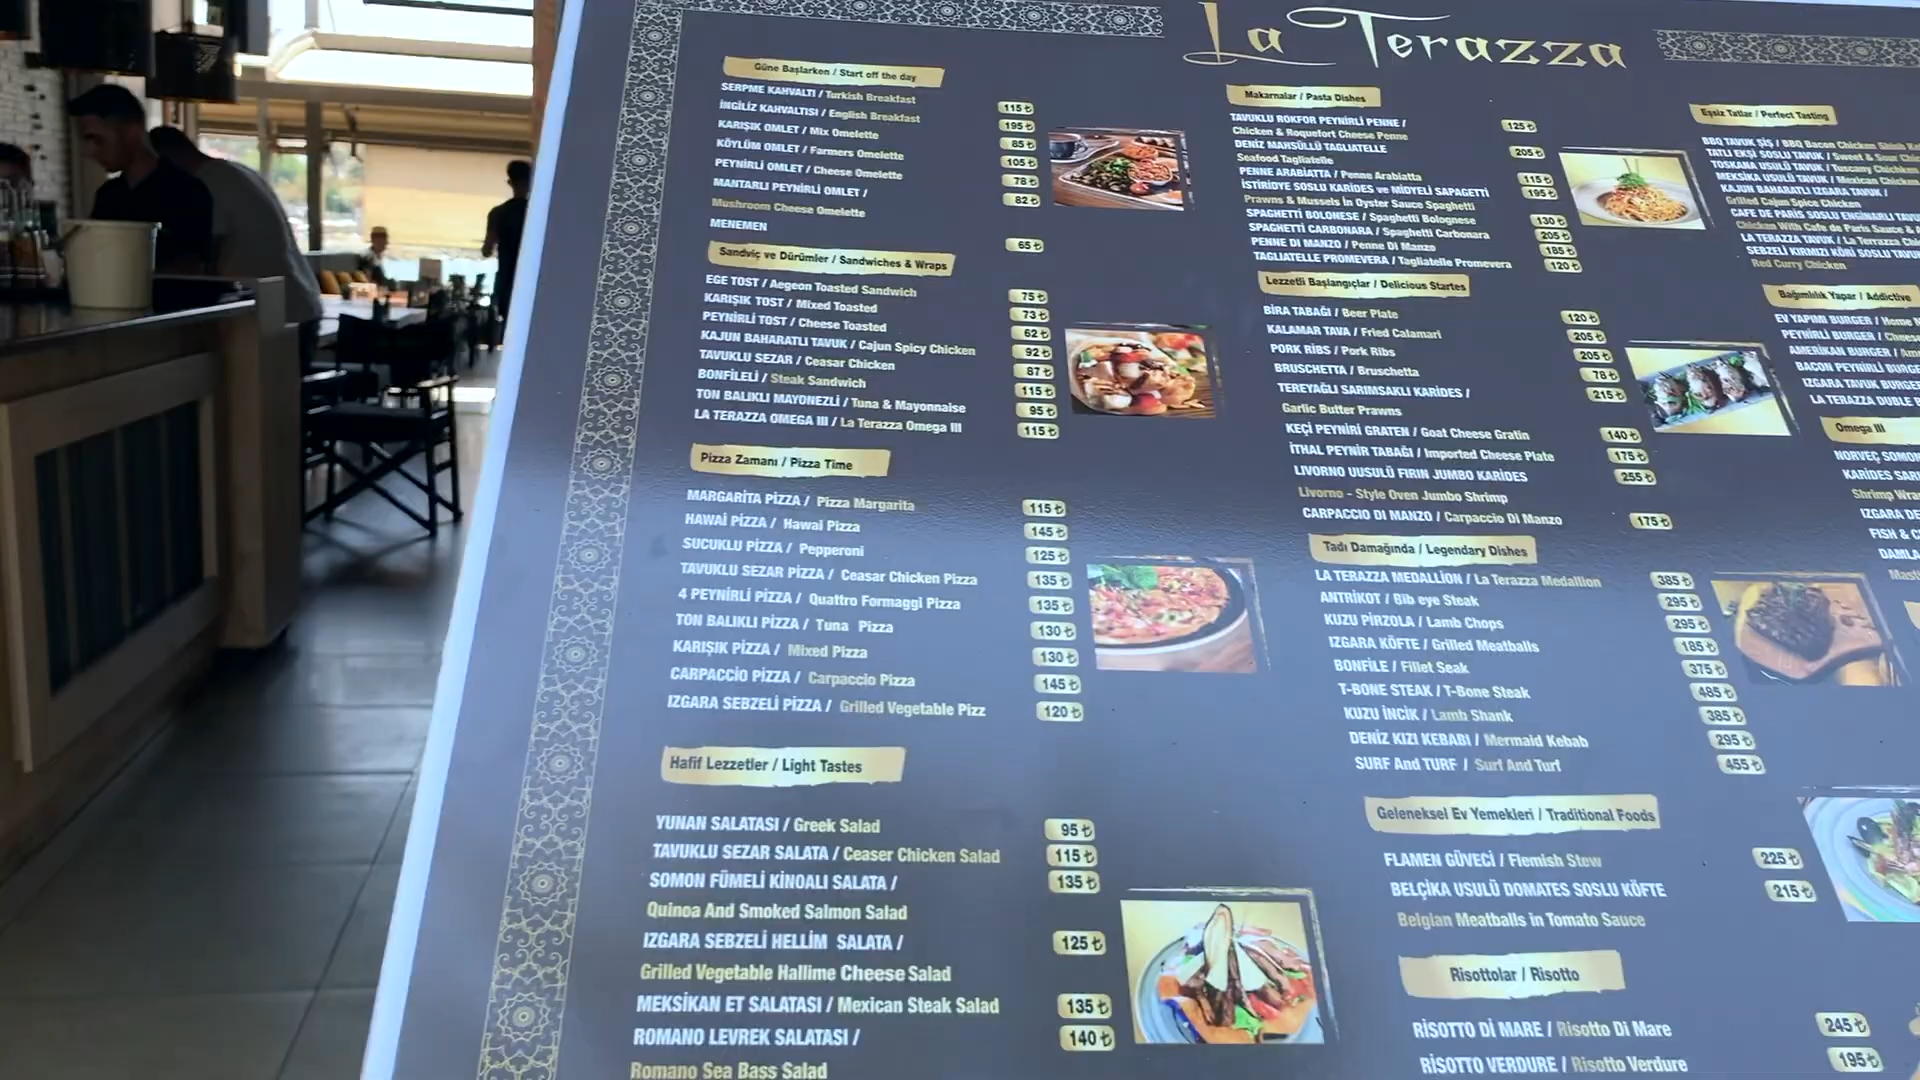 La Terazza
Güne Başlarken / Start off the day
SERPME KAHVALTI / Turkish Breakfast 115 ₺
İNGİLİZ KAHVALTISI / English Breakfast 195 ₺
KARIŞIK OMLET / Mix Omelette 85 ₺
KÖYLÜM OMLET / Farmers Omelette 105 ₺
PEYNİRLİ OMLET / Cheese Omelette 78 ₺
MANTARLI PEYNİRLİ OMLET / 82 ₺
Mushroom Cheese Omelette
MENEMEN 65 ₺
Sandviç ve Dürümler / Sandwiches & Wraps
EGE TOST / Aegeon Toasted Sandwich 75 ₺
KARIŞIK TOST / Mixed Toasted 73 ₺
PEYNİRLİ TOST / Cheese Toasted 62 ₺
KAJUN BAHARATLI TAVUK / Cajun Spicy Chicken 92 ₺
TAVUKLU SEZAR / Ceasar Chicken 87 ₺
BONFİLELİ / Steak Sandwich 115 ₺
TON BALIKLI MAYONEZLİ / Tuna & Mayonnaise 95 ₺
LA TERAZZA OMEGA III / La Terazza Omega III 115 ₺
Pizza Zamanı / Pizza Time
MARGARİTA PİZZA / Pizza Margarita 115 ₺
HAWAİ PİZZA / Hawai Pizza 145 ₺
SUCUKLU PİZZA / Pepperoni 125 ₺
TAVUKLU SEZAR PİZZA / Ceasar Chicken Pizza 135 ₺
4 PEYNİRLİ PİZZA / Quattro Formaggi Pizza 135 ₺
TON BALIKLI PİZZA / Tuna Pizza 130 ₺
KARIŞIK PİZZA / Mixed Pizza 130 ₺
CARPACCİO PİZZA / Carpaccio Pizza 145 ₺
IZGARA SEBZELİ PİZZA / Grilled Vegetable Pizz 120 ₺
Hafif Lezzetler / Light Tastes
YUNAN SALATASI / Greek Salad 95 ₺
TAVUKLU SEZAR SALATA / Ceaser Chicken Salad 115 ₺
SOMON FÜMELİ KİNOALI SALATA / 135 ₺
Quinoa And Smoked Salmon Salad
IZGARA SEBZELİ HELLİM SALATA / 125 ₺
Grilled Vegetable Hallime Cheese Salad
MEKSİKAN ET SALATASI / Mexican Steak Salad 135 ₺
ROMANO LEVREK SALATASI / 140 ₺
Romano Sea Bass Salad
Makarnalar / Pasta Dishes
TAVUKLU ROKFOR PEYNİRLİ PENNE / 125 ₺
Chicken & Roquefort Cheese Penne
DENİZ MAHSÜLLÜ TAGLIATELLE 205 ₺
Seafood Tagliatelle
PENNE ARABİATTA / Penne Arabiatta 115 ₺
İSTİRİDYE SOSLU KARİDES ve MİDYELİ SAPAGETTİ 195 ₺
Prawns & Mussels in Oyster Sauce Spaghetti
SPAGHETTİ BOLONESE / Spaghetti Bolognese 130 ₺
SPAGHETTİ CARBONARA / Spaghetti Carbonara 205 ₺
PENNE DI MANZO / Penne Di Manzo 185 ₺
TAGLIATELLE PROMEVERA / Tagliatelle Promevera 120 ₺
Lezzetli Başlangıçlar / Delicious Startes
BİRA TABAĞI / Beer Plate 120 ₺
KALAMAR TAVA / Fried Calamari 205 ₺
PORK RİBS / Pork Ribs 205 ₺
BRUSCHETTA / Bruschetta 78 ₺
TEREYAĞLI SARIMSAKLI KARİDES / 215 ₺
Garlic Butter Prawns
KEÇİ PEYNİRİ GRATEN / Goat Cheese Gratin 140 ₺
İTHAL PEYNİR TABAĞI / Imported Cheese Plate 175 ₺
LIVORNO UUSULÜ FIRIN JUMBO KARİDES 255 ₺
Livorno - Style Oven Jumbo Shrimp
CARPACCIO DI MANZO / Carpaccio Di Manzo 175 ₺
Tadı Damağında / Legendary Dishes
LA TERAZZA MEDALLİON / La Terazza Medallion 385 ₺
ANTRİKOT / Bib eye Steak 295 ₺
KUZU PİRZOLA / Lamb Chops 295 ₺
IZGARA KÖFTE / Grilled Meatballs 185 ₺
BONFİLE / Fillet Seak 375 ₺
T-BONE STEAK / T-Bone Steak 485 ₺
KUZU İNCİK / Lamb Shank 385 ₺
DENİZ KIZI KEBABI / Mermaid Kebab 295 ₺
SURF And TURF / Surf And Turf 455 ₺
Geleneksel Ev Yemekleri / Traditional Foods
FLAMEN GÜVECİ / Flemish Stew 225 ₺
BELÇİKA USULÜ DOMATES SOSLU KÖFTE 215 ₺
Belgian Meatballs in Tomato Sauce
Risottolar / Risotto
RİSOTTO Dİ MARE / Risotto Di Mare 245 ₺
RİSOTTO VERDURE / Risotto Verdure 195 ₺
Eşsiz Tatlar / Perfect Tasting
BBQ TAVUK ŞİŞ / BBQ Bacon Chicken Shish
TATLI EKŞİ SOSLU TAVUK / Sweet & Sour
TOSKANA USULÜ TAVUK / Tuscany Chichken
MEKSİKA USULÜ TAVUK / Mexican Chicken
KAJUN BAHARATLI IZGARA TAVUK /
Grilled Cajun Spice Chicken
CAFE DE PARİS SOSLU ENGİNARLI
Chicken With Cafe de Paris Sauce &
LA TERAZZA TAVUK / La Terrazza
SEBZELİ KIRMIZI KÖRİ SOSLU
Red Curry Chicken
Bağımlılık Yapar / Addictive
EV YAPIMI BURGER / Home
PEYNİRLİ BURGER /
AMERİKAN BURGER /
BACON PEYNİRLİ
IZGARA TAVUK BURGER
LA TERAZZA DUBLE
Omega III
NORVEÇ
KARİDES
Shrimp
IZGARA
FISH &